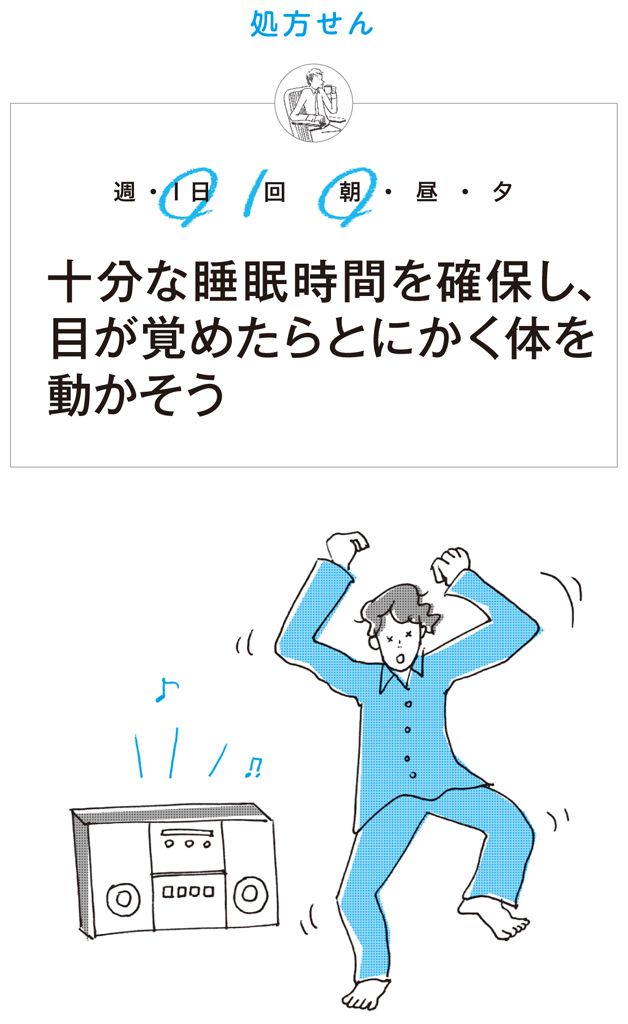 処方せん
週・1日 1回 朝・昼・夕
十分な睡眠時間を確保し、
目が覚めたらとにかく体を
動かそう